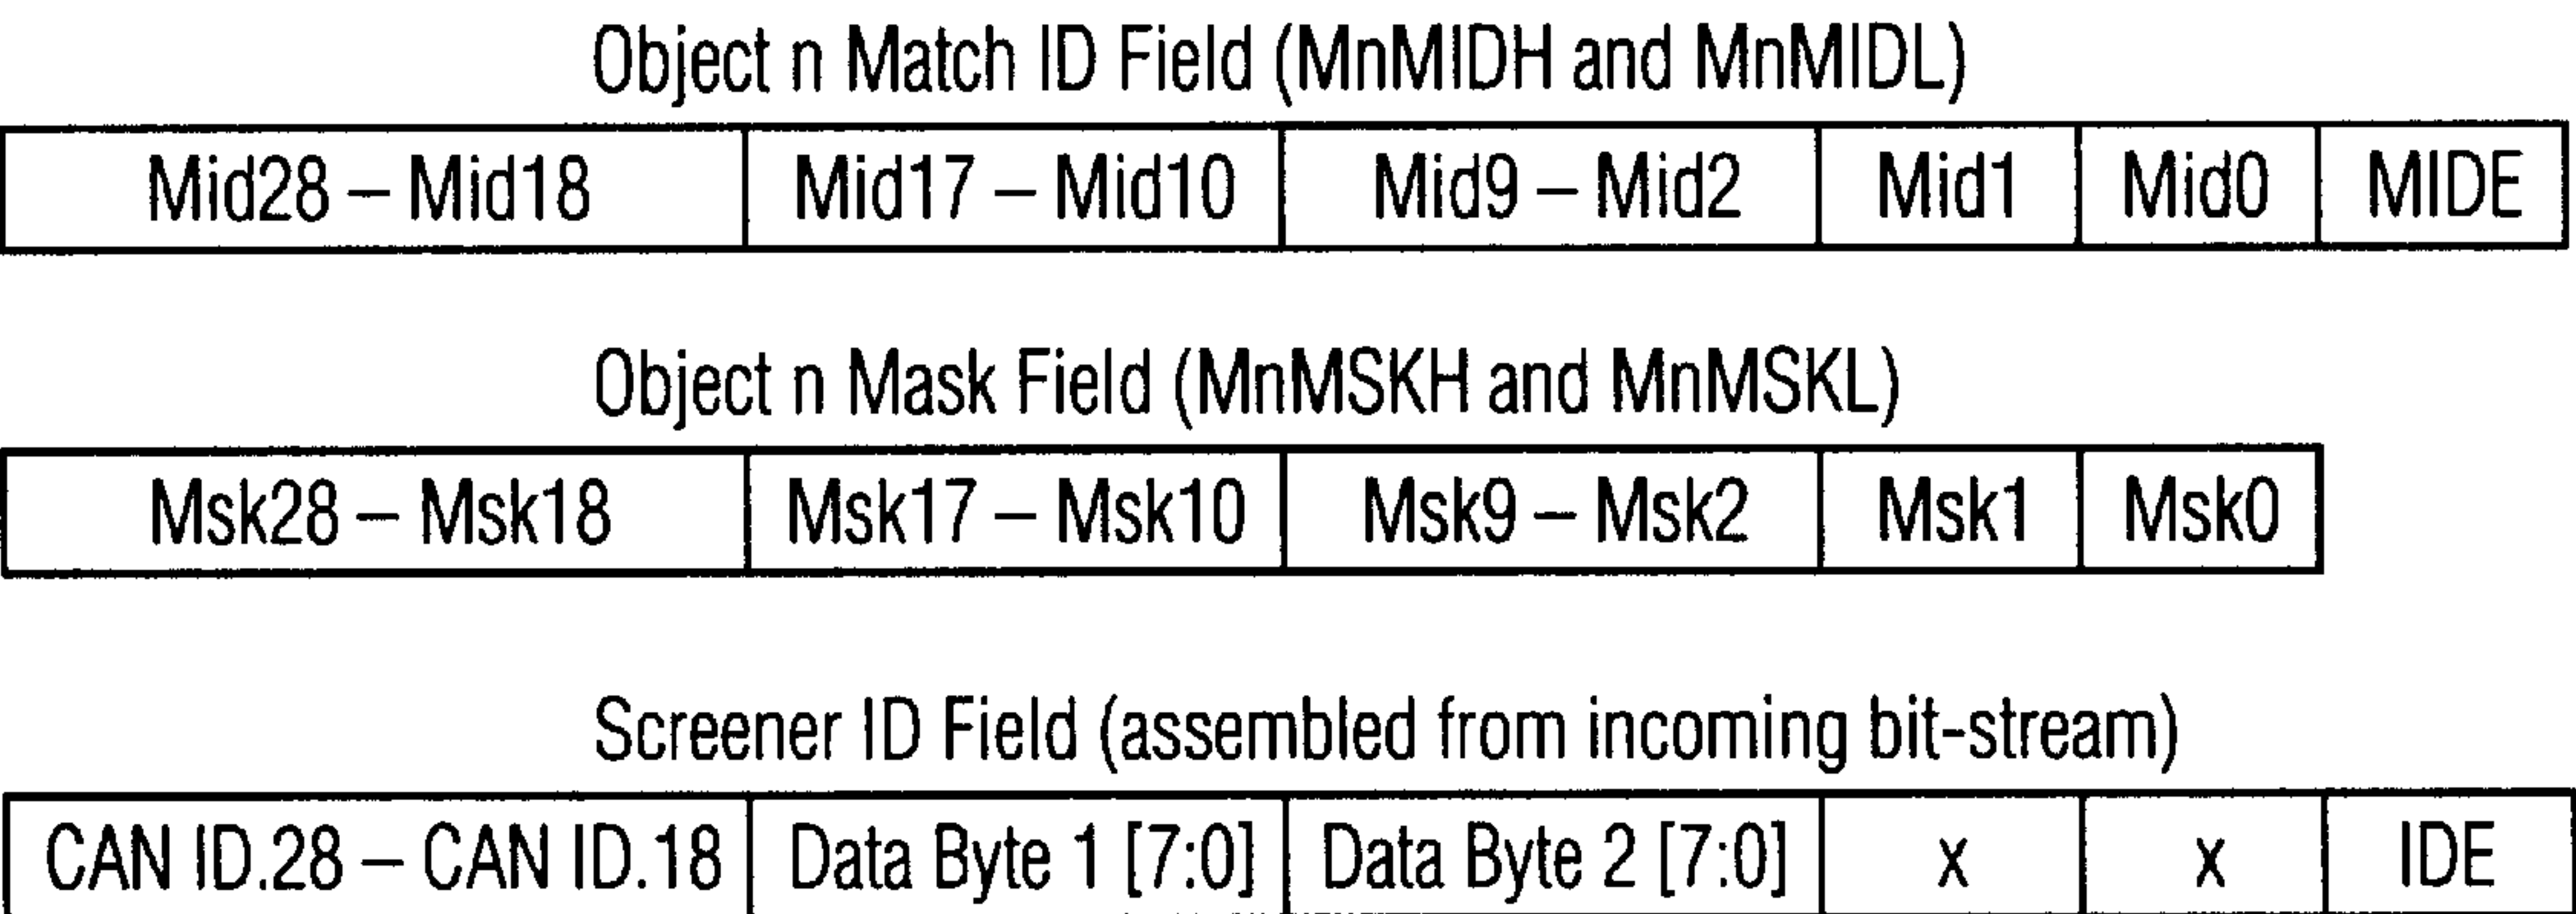 Object n Match ID Field (MnMIDH and MnMIDL)
Mid28 – Mid18 Mid17 – Mid10 Mid9 – Mid2 Mid1 Mid0 MIDE
Object n Mask Field (MnMSKH and MnMSKL)
Msk28 – Msk18 Msk17 – Msk10 Msk9 – Msk2 Msk1 Msk0
Screener ID Field (assembled from incoming bit-stream)
CAN ID.28 – CAN ID.18 Data Byte 1 [7:0] Data Byte 2 [7:0] x x IDE